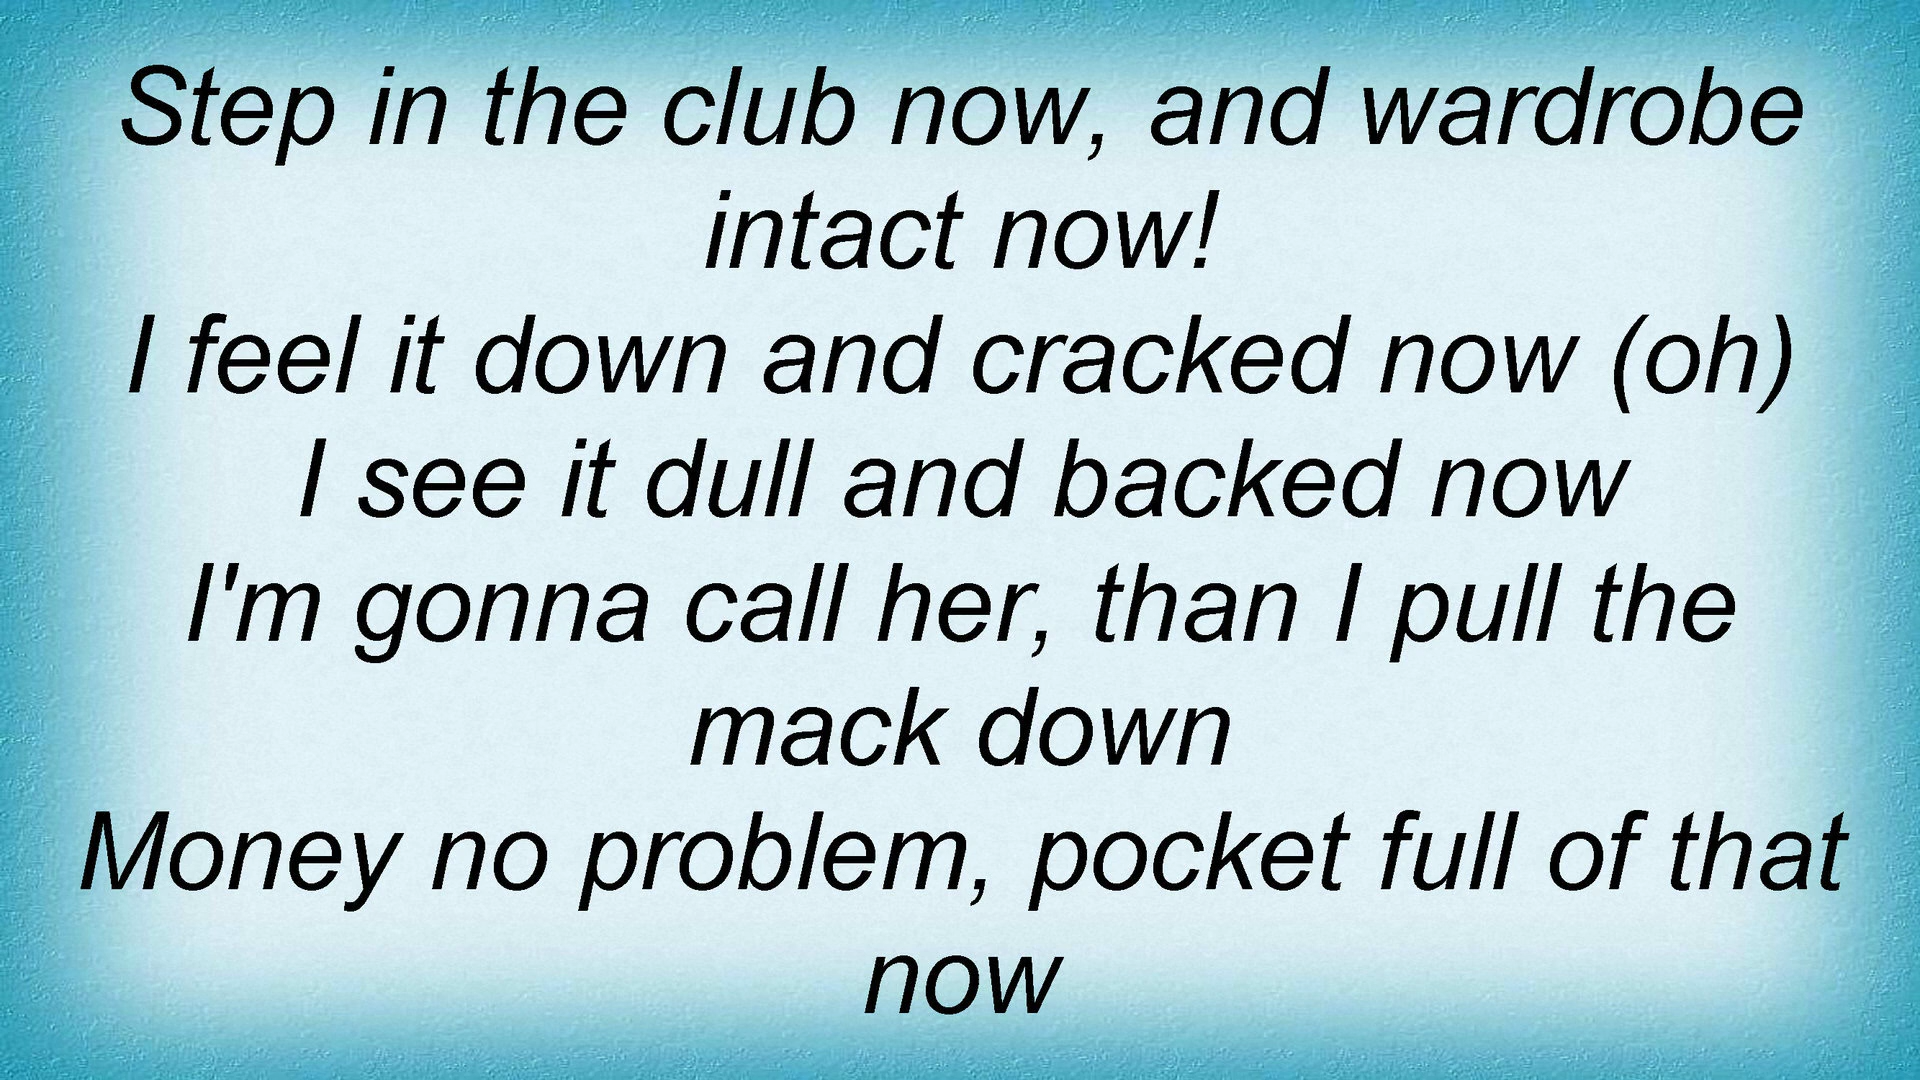 Step in the club now, and wardrobe
intact now!
I feel it down and cracked now (oh)
I see it dull and backed now
I'm gonna call her, than I pull the
mack down
Money no problem, pocket full of that
now